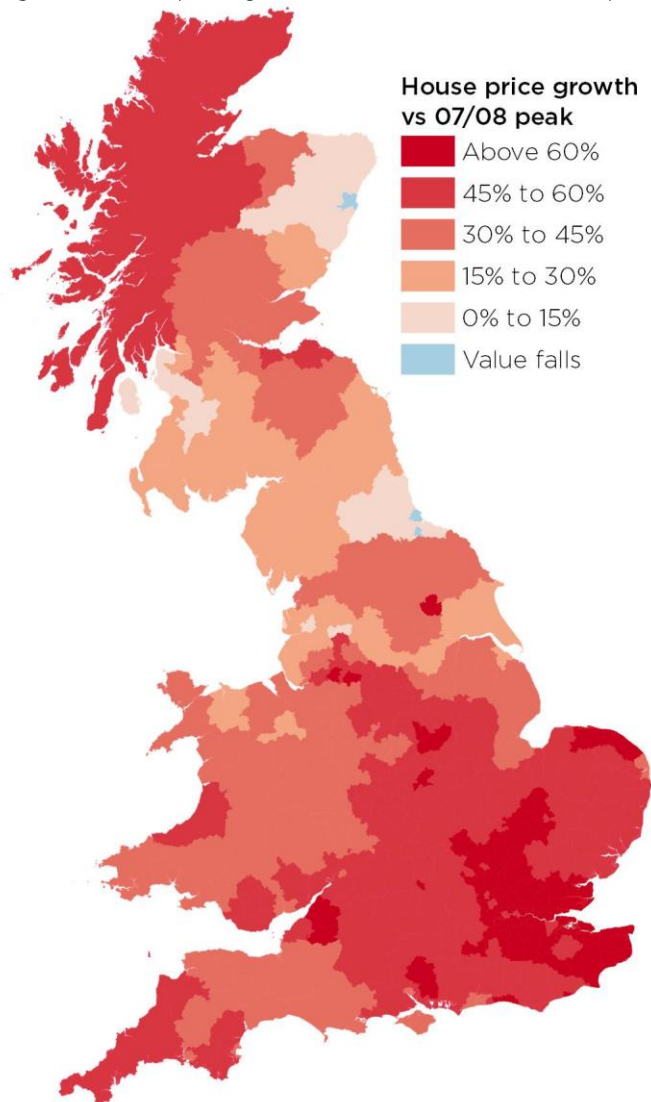 House price growth
vs 07/08 peak
Above 60%
45% to 60%
30% to 45%
15% to 30%
0% to 15%
Value falls